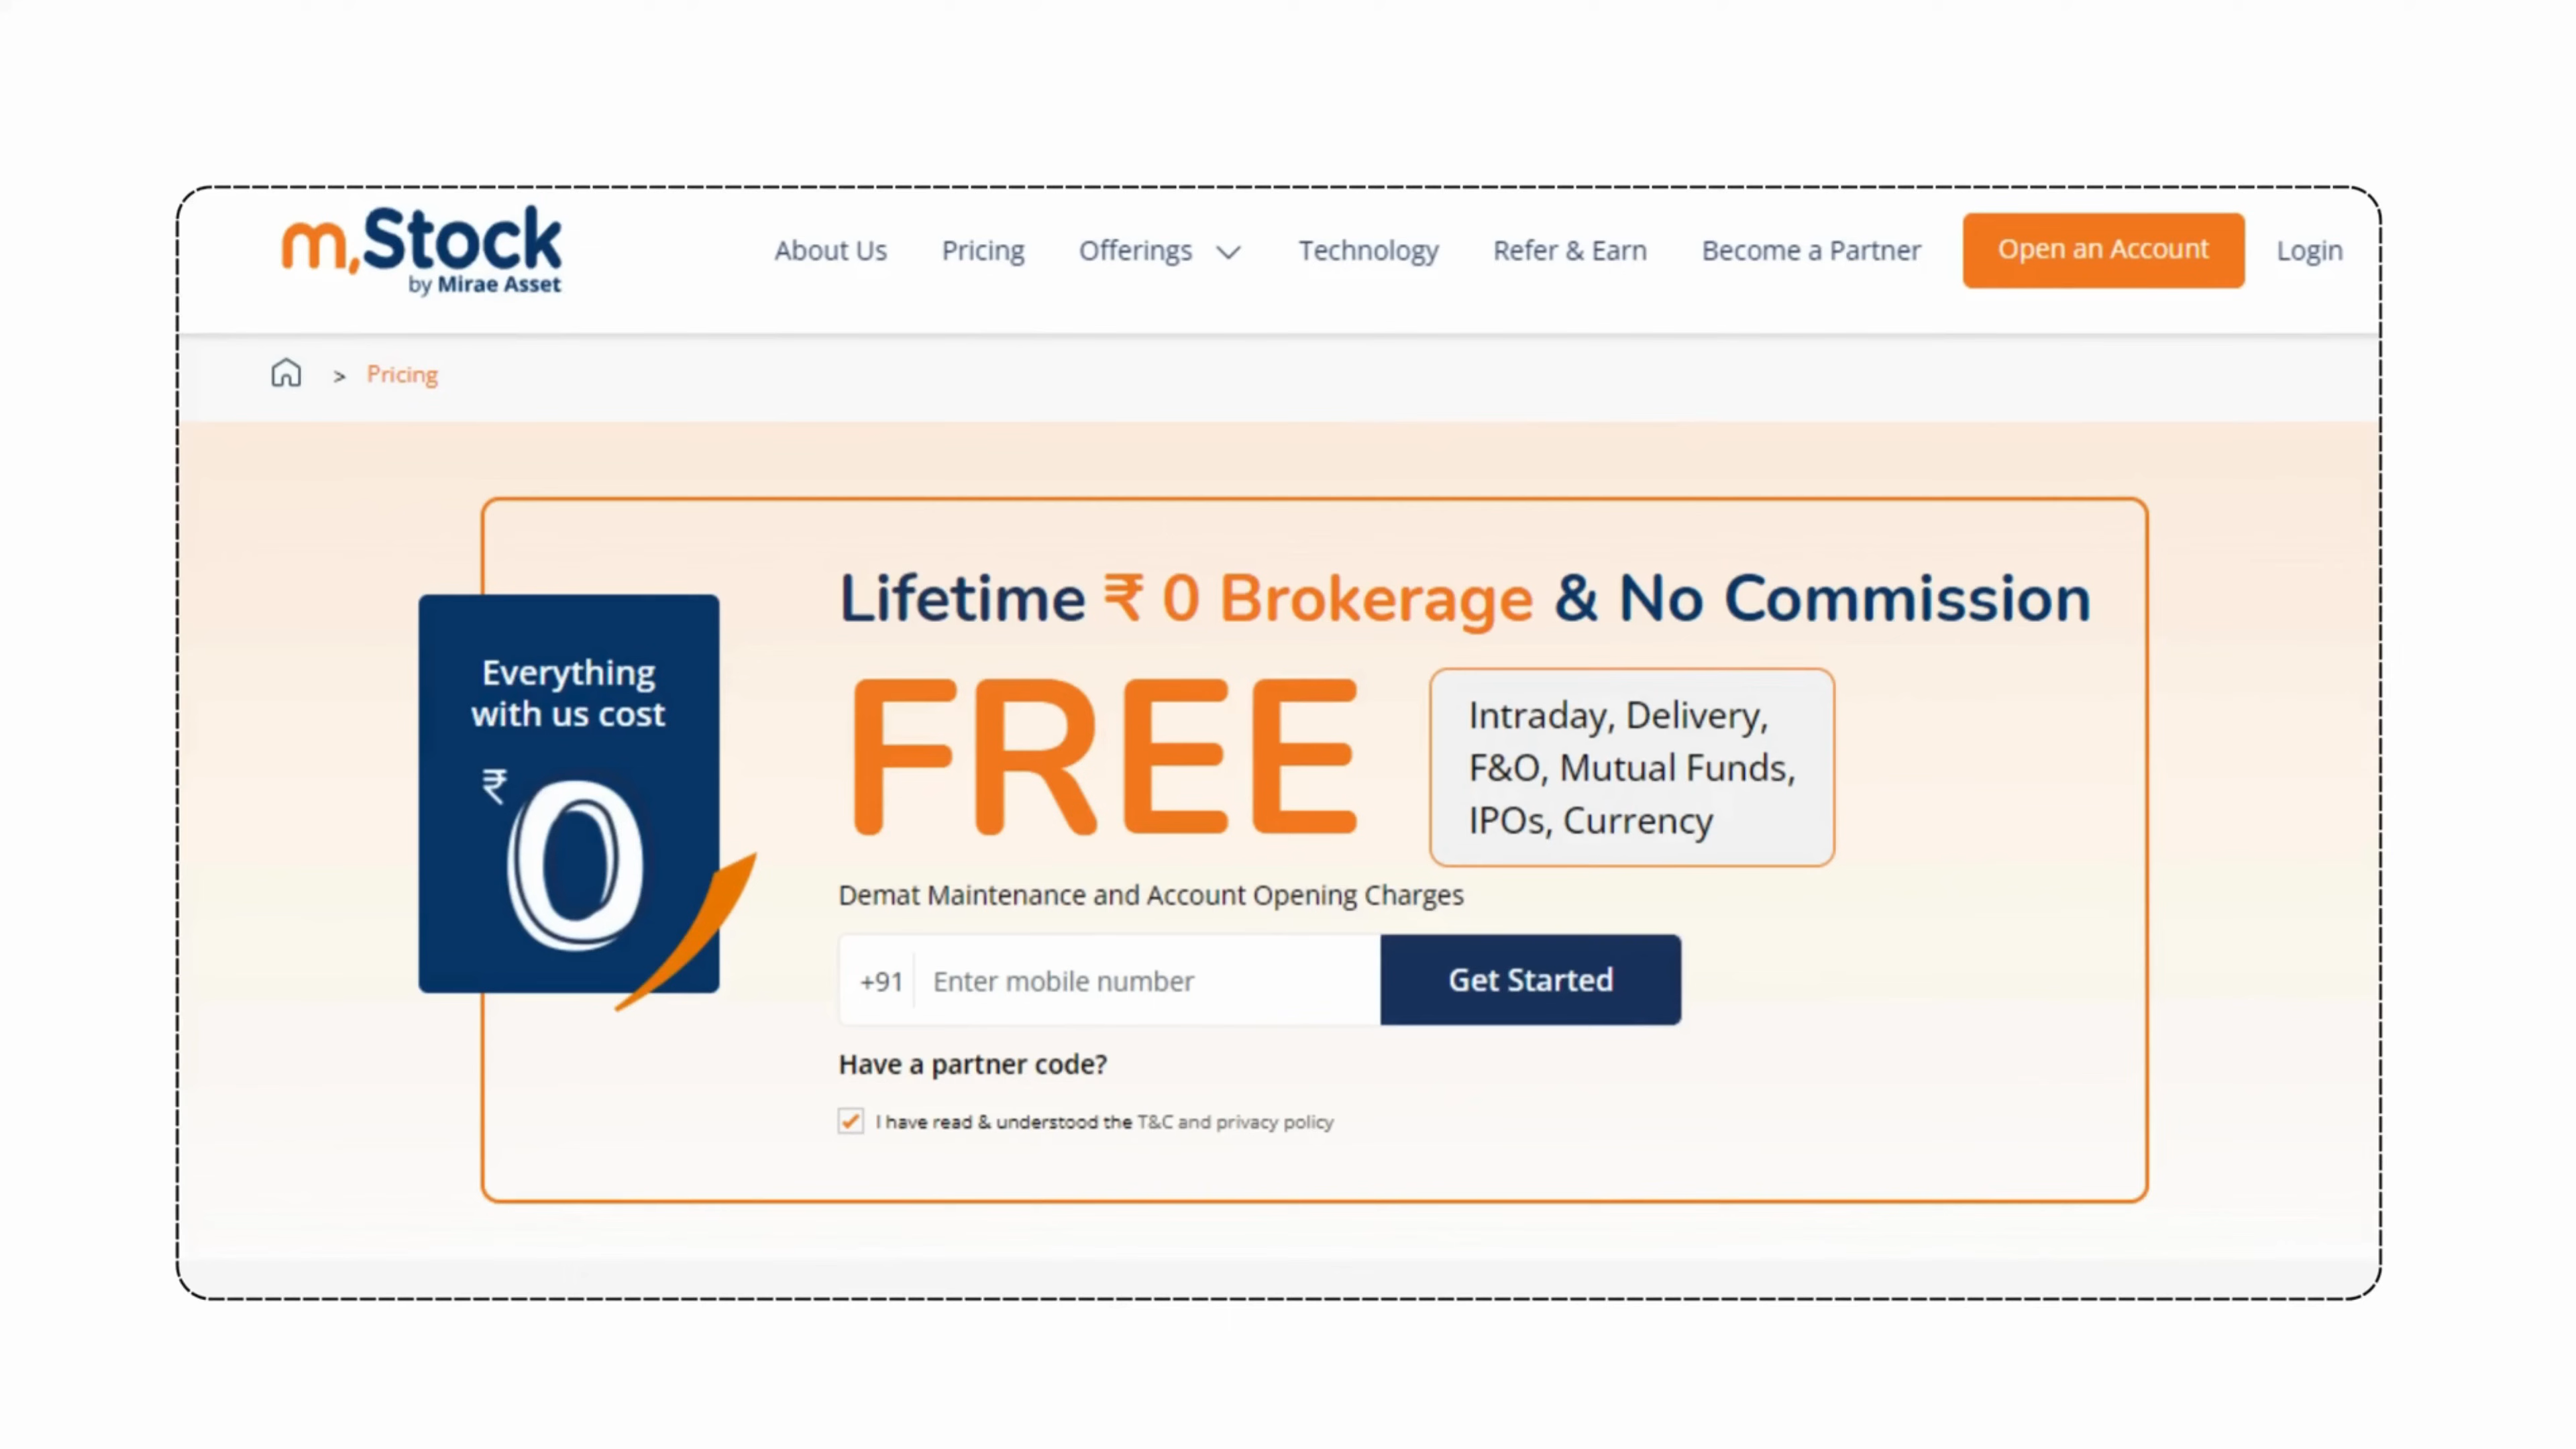 m.Stock
by Mirae Asset
About Us
Pricing
Offerings
Technology
Refer & Earn
Become a Partner
Open an Account
Login
> Pricing
Everything
with us cost
₹ 0
Lifetime ₹ 0 Brokerage & No Commission
FREE
Intraday, Delivery,
F&O, Mutual Funds,
IPOs, Currency
Demat Maintenance and Account Opening Charges
+91 Enter mobile number
Get Started
Have a partner code?
I have read & understood the T&C and privacy policy